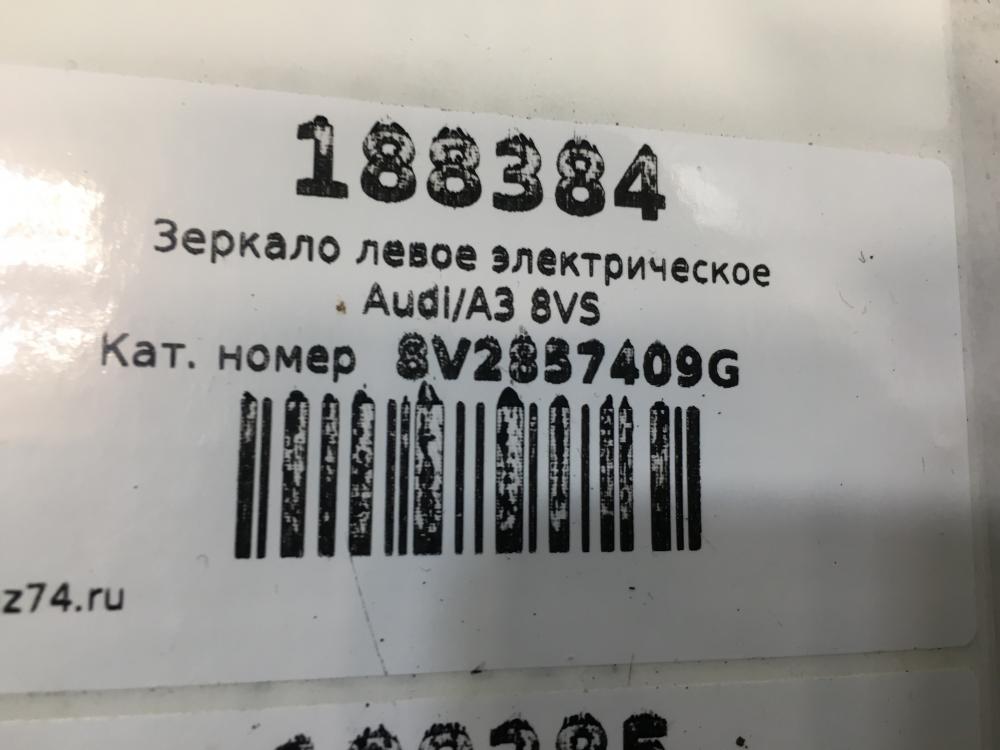 188384
Зеркало левое электрическое
Audi/A3 8VS
Кат. номер 8V2857409G
z74.ru